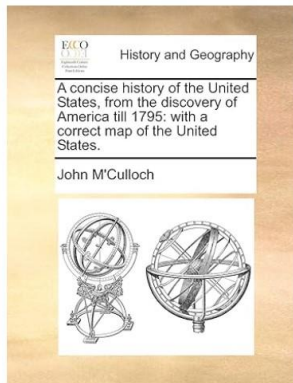 ECCO
History and Geography
A concise history of the United
States, from the discovery of
America till 1795: with a
correct map of the United
States.
John M'Culloch